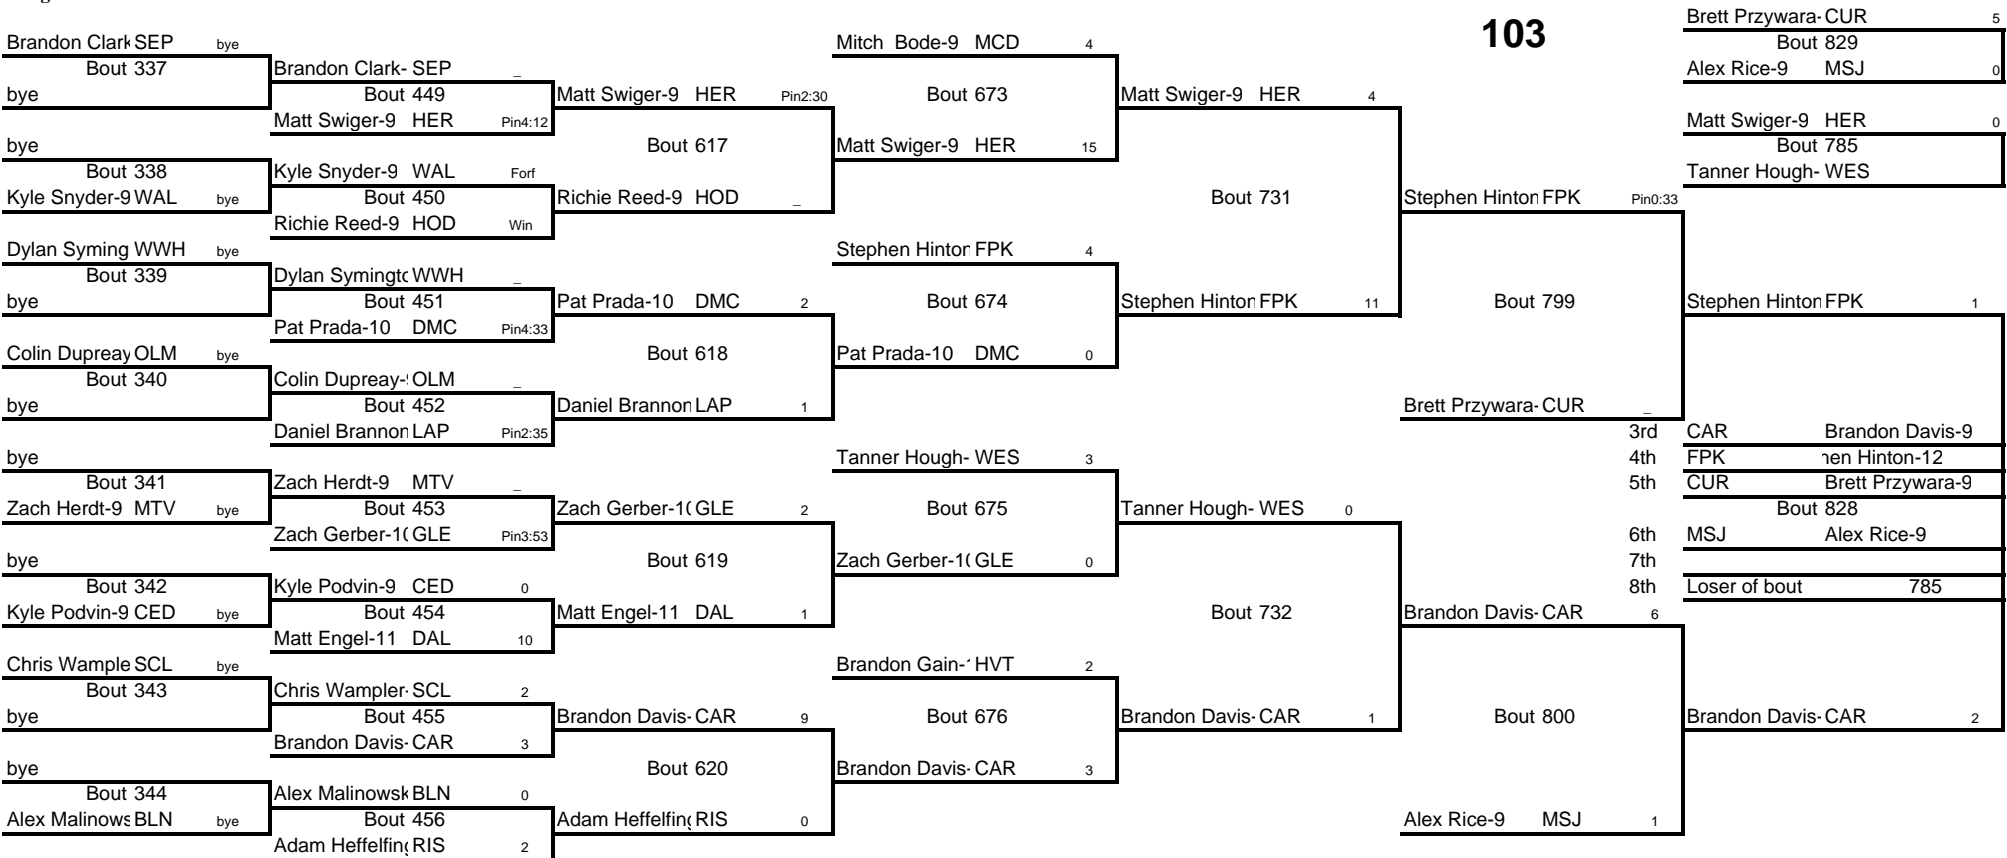 103
Brandon Clark SEP bye
Bout 337
bye
bye
Bout 338
Kyle Snyder-9 WAL bye
Dylan Syming WWH bye
Bout 339
bye
Colin Dupreay OLM bye
Bout 340
bye
bye
Bout 341
Zach Herdt-9 MTV bye
bye
Bout 342
Kyle Podvin-9 CED bye
Chris Wample SCL bye
Bout 343
bye
bye
Bout 344
Alex Malinows BLN bye
Brandon Clark- SEP _
Bout 449
Matt Swiger-9 HER Pin4:12
Kyle Snyder-9 WAL Forf
Bout 450
Richie Reed-9 HOD Win
Dylan Symingto WWH _
Bout 451
Pat Prada-10 DMC Pin4:33
Colin Dupreay- OLM _
Bout 452
Daniel Brannon LAP Pin2:35
Zach Herdt-9 MTV _
Bout 453
Zach Gerber-10 GLE Pin3:53
Kyle Podvin-9 CED 0
Bout 454
Matt Engel-11 DAL 10
Chris Wampler- SCL 2
Bout 455
Brandon Davis- CAR 3
Alex Malinowsk BLN 0
Bout 456
Adam Heffelfing RIS 2
Matt Swiger-9 HER Pin2:30
Bout 617
Richie Reed-9 HOD _
Pat Prada-10 DMC 2
Bout 618
Daniel Brannon LAP 1
Zach Gerber-10 GLE 2
Bout 619
Matt Engel-11 DAL 1
Brandon Davis- CAR 9
Bout 620
Adam Heffelfing RIS 0
Mitch Bode-9 MCD 4
Bout 673
Matt Swiger-9 HER 15
Stephen Hinton FPK 4
Bout 674
Pat Prada-10 DMC 0
Tanner Hough- WES 3
Bout 675
Zach Gerber-10 GLE 0
Brandon Gain- HVT 2
Bout 676
Brandon Davis- CAR 3
Matt Swiger-9 HER 4
Bout 731
Stephen Hinton FPK 11
Tanner Hough- WES 0
Bout 732
Brandon Davis- CAR 1
Stephen Hinton FPK Pin0:33
Bout 799
Brett Przywara- CUR _
Brandon Davis- CAR 6
Bout 800
Alex Rice-9 MSJ 1
Brett Przywara- CUR 5
Bout 829
Alex Rice-9 MSJ 0
Matt Swiger-9 HER 0
Bout 785
Tanner Hough- WES
Stephen Hinton FPK 1
3rd CAR Brandon Davis-9
4th FPK hen Hinton-12
5th CUR Brett Przywara-9
Bout 828
6th MSJ Alex Rice-9
7th
8th Loser of bout 785
Brandon Davis- CAR 2